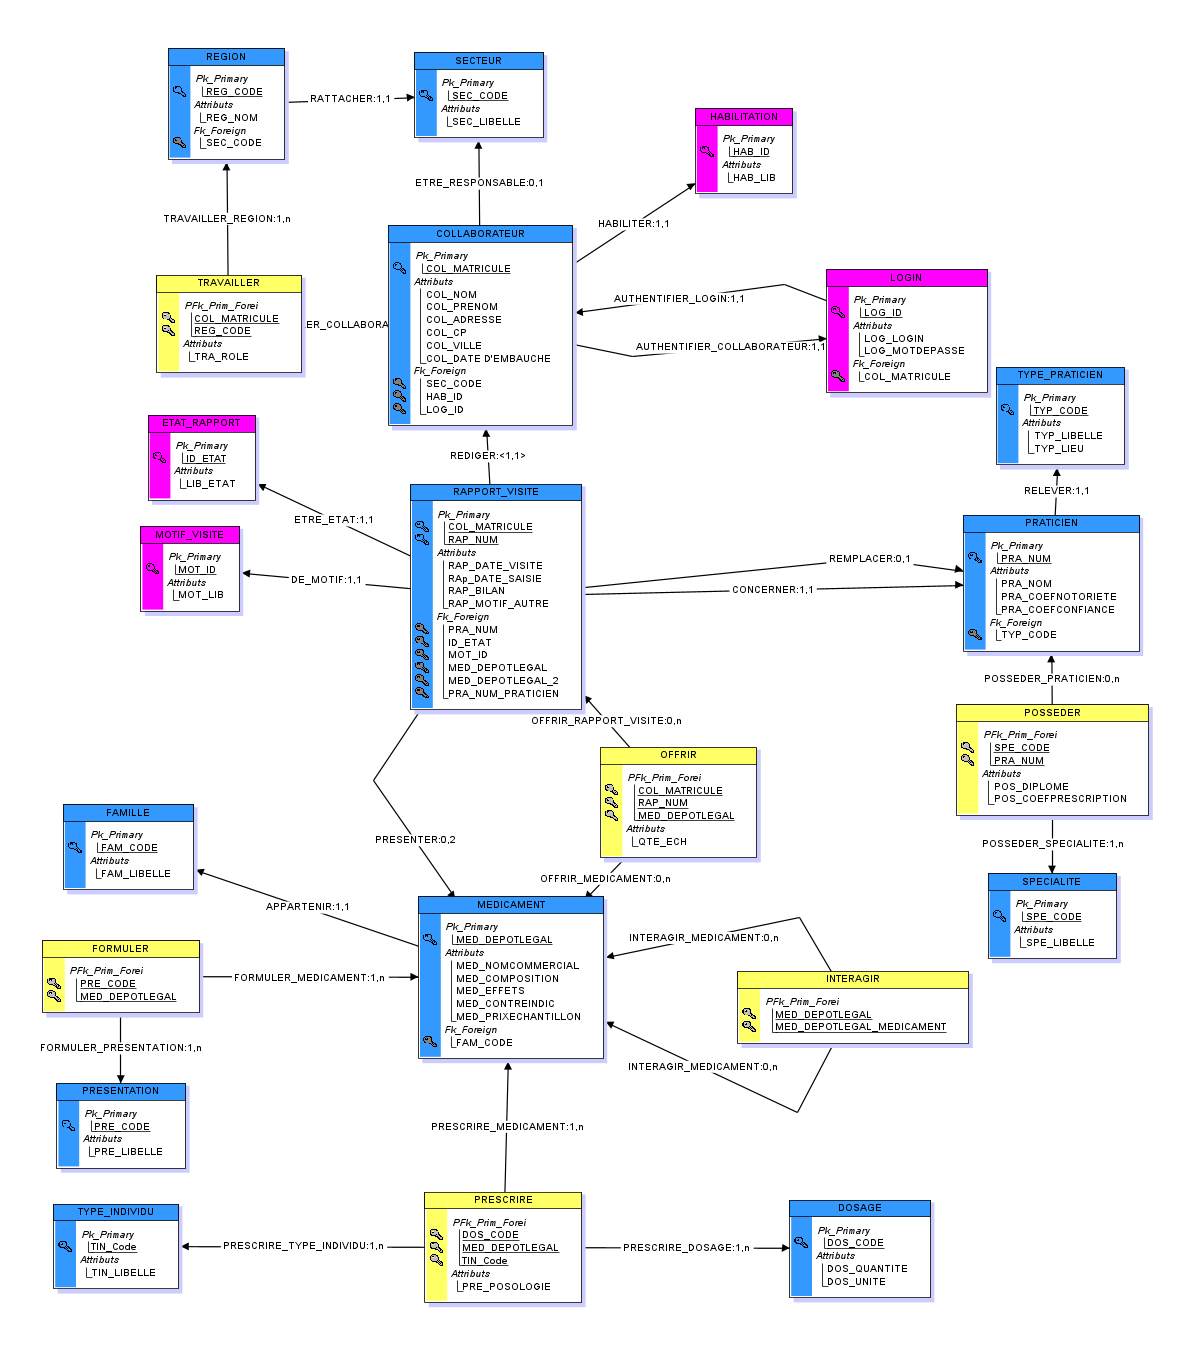 REGION
Pk_Primary
REG_CODE
Attributs
REG_NOM
Fk_Foreign
SEC_CODE
RATTACHER:1,1
SECTEUR
Pk_Primary
SEC_CODE
Attributs
SEC_LIBELLE
HABILITATION
Pk_Primary
HAB_ID
Attributs
HAB_LIB
ETRE_RESPONSABLE:0,1
TRAVAILLER_REGION:1,n
HABILITER:1,1
TRAVAILLER
PFk_Prim_Forei
COL_MATRICULE
REG_CODE
Attributs
TRA_ROLE
ER_COLLABORA
COLLABORATEUR
Pk_Primary
COL_MATRICULE
Attributs
COL_NOM
COL_PRENOM
COL_ADRESSE
COL_CP
COL_VILLE
COL_DATE D'EMBAUCHE
Fk_Foreign
SEC_CODE
HAB_ID
LOG_ID
AUTHENTIFIER_LOGIN:1,1
AUTHENTIFIER_COLLABORATEUR:1,1
LOGIN
Pk_Primary
LOG_ID
Attributs
LOG_LOGIN
LOG_MOTDEPASSE
Fk_Foreign
COL_MATRICULE
TYPE_PRATICIEN
Pk_Primary
TYP_CODE
Attributs
TYP_LIBELLE
TYP_LIEU
ETAT_RAPPORT
Pk_Primary
ID_ETAT
Attributs
LIB_ETAT
REDIGER:<1,1>
RELEVER:1,1
ETRE_ETAT:1,1
MOTIF_VISITE
Pk_Primary
MOT_ID
Attributs
MOT_LIB
DE_MOTIF:1,1
RAPPORT_VISITE
Pk_Primary
COL_MATRICULE
RAP_NUM
Attributs
RAP_DATE_VISITE
RAp_DATE_SAISIE
RAP_BILAN
RAP_MOTIF_AUTRE
Fk_Foreign
PRA_NUM
ID_ETAT
MOT_ID
MED_DEPOTLEGAL
MED_DEPOTLEGAL_2
PRA_NUM_PRATICIEN
REMPLACER:0,1
CONCERNER:1,1
PRATICIEN
Pk_Primary
PRA_NUM
Attributs
PRA_NOM
PRA_COEFNOTORIETE
PRA_COEFCONFIANCE
Fk_Foreign
TYP_CODE
POSSEDER_PRATICIEN:0,n
OFFRIR_RAPPORT_VISITE:0,n
POSSEDER
PFk_Prim_Forei
SPE_CODE
PRA_NUM
Attributs
POS_DIPLOME
POS_COEFPRESCRIPTION
OFFRIR
PFk_Prim_Forei
COL_MATRICULE
RAP_NUM
MED_DEPOTLEGAL
Attributs
QTE_ECH
PRESENTER:0,2
POSSEDER_SPECIALITE:1,n
FAMILLE
Pk_Primary
FAM_CODE
Attributs
FAM_LIBELLE
OFFRIR_MEDICAMENT:0,n
APPARTENIR:1,1
SPECIALITE
Pk_Primary
SPE_CODE
Attributs
SPE_LIBELLE
MEDICAMENT
Pk_Primary
MED_DEPOTLEGAL
Attributs
MED_NOMCOMMERCIAL
MED_COMPOSITION
MED_EFFETS
MED_CONTREINDIC
MED_PRIXECHANTILLON
Fk_Foreign
FAM_CODE
INTERAGIR_MEDICAMENT:0,n
FORMULER
PFk_Prim_Forei
PRE_CODE
MED_DEPOTLEGAL
FORMULER_MEDICAMENT:1,n
INTERAGIR
PFk_Prim_Forei
MED_DEPOTLEGAL
MED_DEPOTLEGAL_MEDICAMENT
FORMULER_PRESENTATION:1,n
INTERAGIR_MEDICAMENT:0,n
PRESENTATION
Pk_Primary
PRE_CODE
Attributs
PRE_LIBELLE
PRESCRIRE_MEDICAMENT:1,n
TYPE_INDIVIDU
Pk_Primary
TIN_Code
Attributs
TIN_LIBELLE
PRESCRIRE_TYPE_INDIVIDU:1,n
PRESCRIRE
PFk_Prim_Forei
DOS_CODE
MED_DEPOTLEGAL
TIN_Code
Attributs
PRE_POSOLOGIE
PRESCRIRE_DOSAGE:1,n
DOSAGE
Pk_Primary
DOS_CODE
Attributs
DOS_QUANTITE
DOS_UNITE